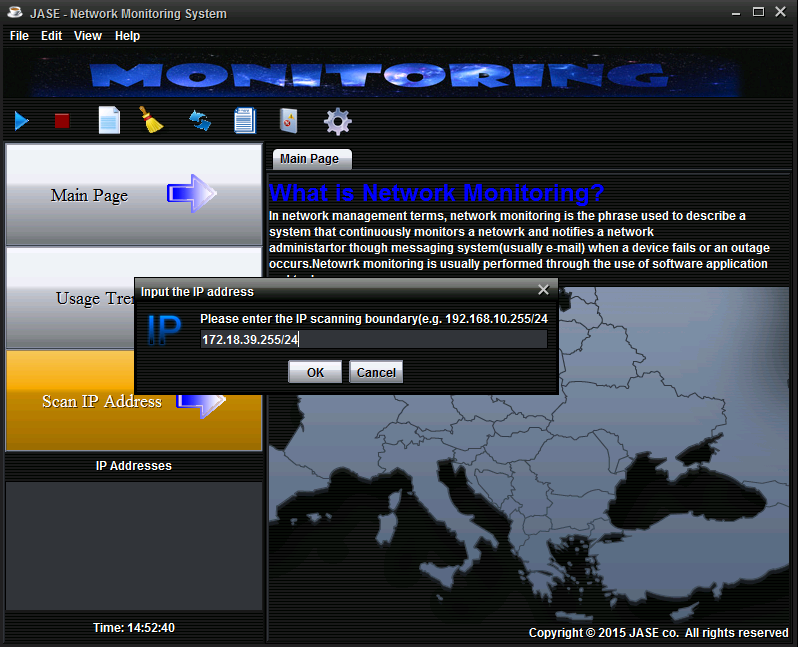 JASE - Network Monitoring System
File Edit View Help
MONITORING
Main Page
Usage Tre
Scan IP Address
IP Addresses
Time: 14:52:40
Main Page
What Is Network Monitoring?
In network management terms, network monitoring is the phrase used to describe a
system that continuously monitors a netowrk and notifies a network
administartor though messaging system(usually e-mail) when a device fails or an outage
occurs.Netowrk monitoring is usually performed through the use of software application
Input the IP address
IP
Please enter the IP scanning boundary(e.g. 192.168.10.255/24
172.18.39.255/24
OK Cancel
Copyright © 2015 JASE co. All rights reserved